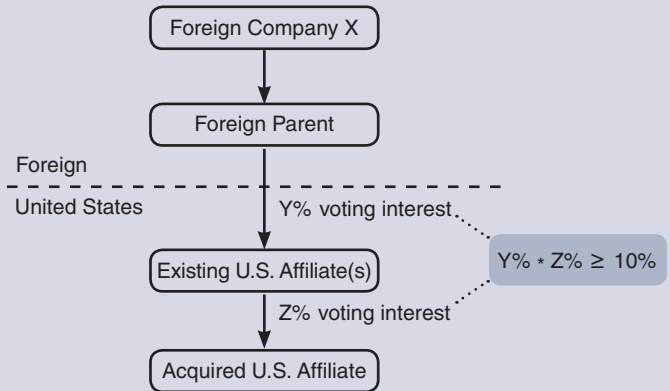 Foreign Company X
Foreign Parent
Foreign
United States
Y% voting interest
Y% * Z% ≥ 10%
Existing U.S. Affiliate(s)
Z% voting interest
Acquired U.S. Affiliate